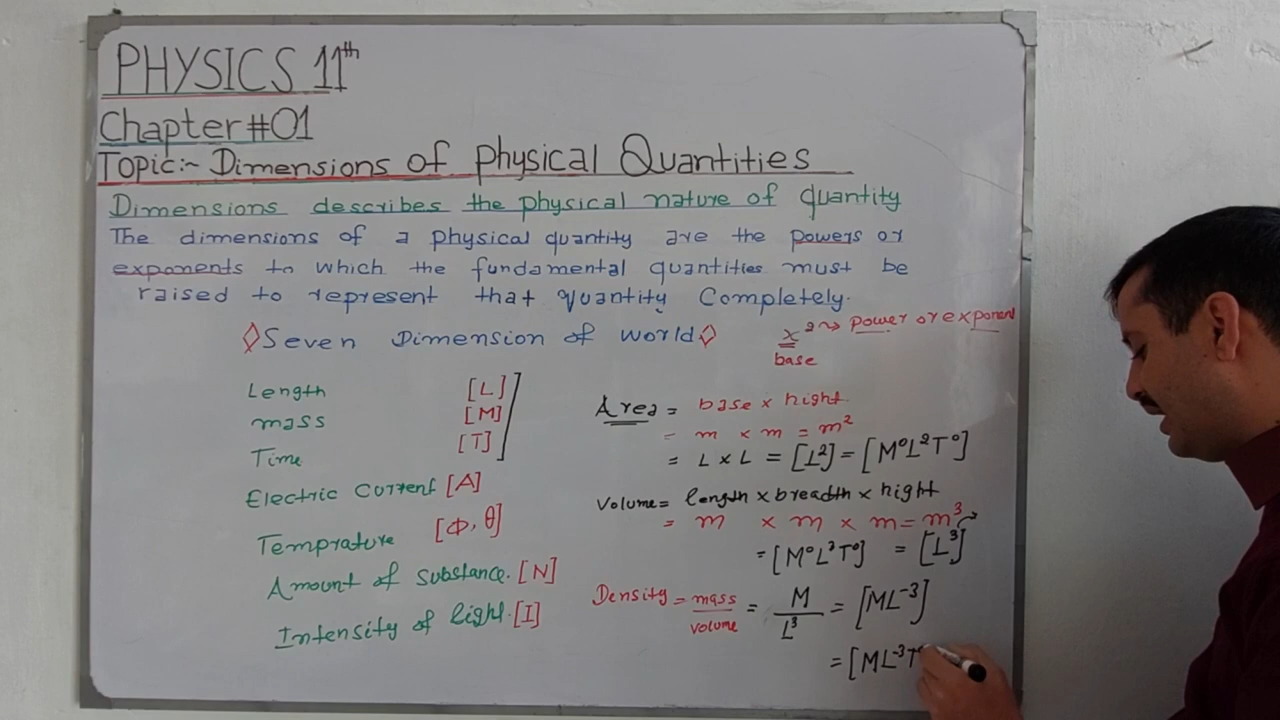 PHYSICS 11th
Chapter#01
Topic:- Dimensions of Physical Quantities
Dimensions describes the physical nature of quantity
The dimensions of a physical quantity are the powers or
exponents to which the fundamental quantities must be
raised to represent that quantity Completely.
◊Seven Dimension of world◊
x² → power or exponent
base
Length [L]
mass [M]
Time [T]
Electric Current [A]
Temprature [Φ, θ]
Amount of substance. [N]
Intensity of light. [I]
Area = base × hight
= m × m = m²
= L × L = [L²] = [M⁰L²T⁰]
Volume = length × breadth × hight
= m × m × m = m³
= [M⁰L³T⁰] = [L³]
Density = mass/volume = M/L³ = [ML⁻³]
= [ML⁻³T⁰